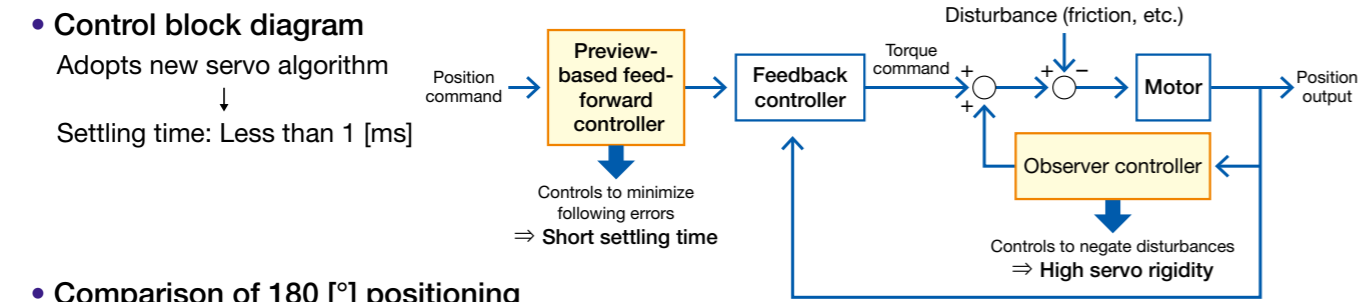 • Control block diagram
Adopts new servo algorithm
↓
Settling time: Less than 1 [ms]
Position
command
Preview-
based feed-
forward
controller
Controls to minimize
following errors
⇒ Short settling time
Feedback
controller
Torque
command
+
+
Disturbance (friction, etc.)
+
−
Motor
Position
output
Observer controller
Controls to negate disturbances
⇒ High servo rigidity
• Comparison of 180 [°] positioning